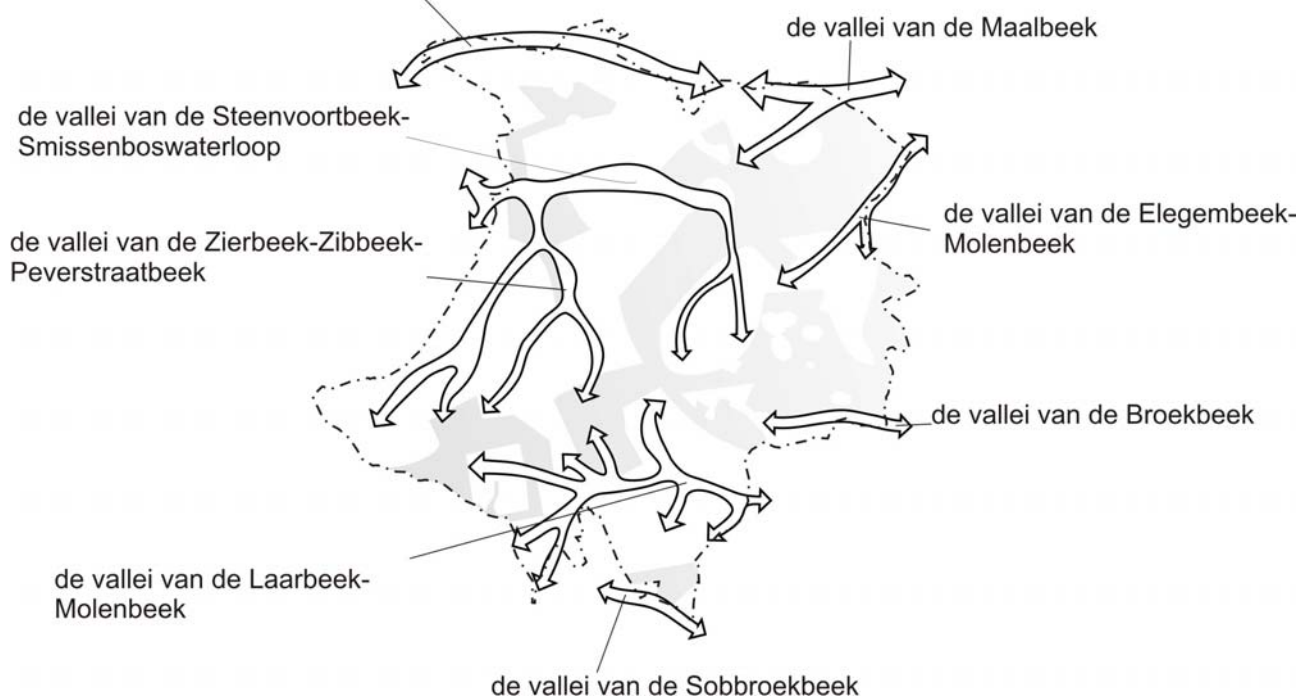 de vallei van de Maalbeek
de vallei van de Steenvoortbeek-
Smissenboswaterloop
de vallei van de Elegembeek-
Molenbeek
de vallei van de Zierbeek-Zibbeek-
Peverstraatbeek
de vallei van de Broekbeek
de vallei van de Laarbeek-
Molenbeek
de vallei van de Sobbroekbeek